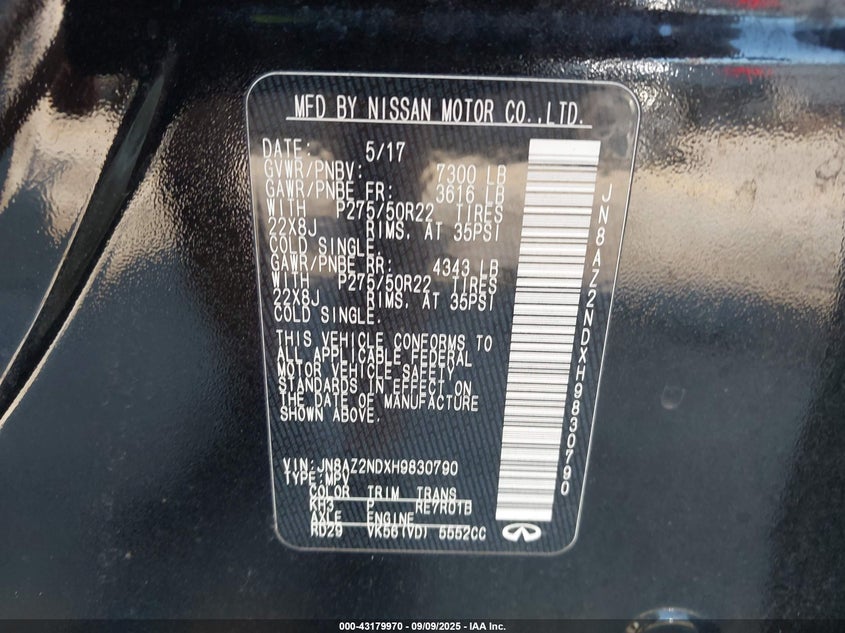 MFD BY NISSAN MOTOR CO.,LTD.
DATE: 5/17
GVWR/PNBV: 7300 LB
GAWR/PNBE FR: 3616 LB
WITH P275/50R22 TIRES
22X8J RIMS, AT 35PSI
COLD SINGLE.
GAWR/PNBE RR: 4343 LB
WITH P275/50R22 TIRES
22X8J RIMS, AT 35PSI
COLD SINGLE.
THIS VEHICLE CONFORMS TO
ALL APPLICABLE FEDERAL
MOTOR VEHICLE SAFETY
STANDARDS IN EFFECT ON
THE DATE OF MANUFACTURE
SHOWN ABOVE.
VIN:JN8AZ2NDXH9830790
TYPE:MPV
COLOR TRIM TRANS
KH3 P RE7R01B
AXLE ENGINE
RD29 VK56(VD) 5552CC
JN8AZ2NDXH9830790
000-43179970 - 09/09/2025 - IAA Inc.